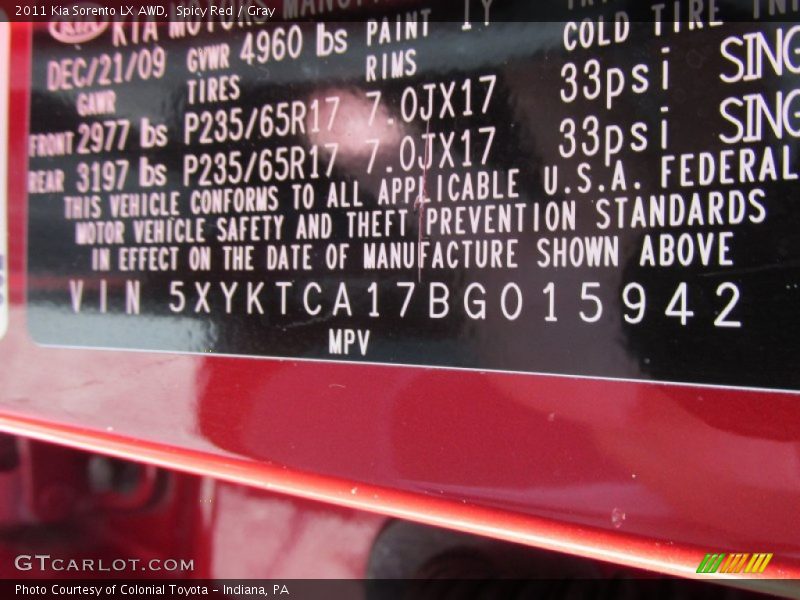 2011 Kia Sorento LX AWD, Spicy Red / Gray
KIA MOTORS
DEC/21/09 GVWR 4960 lbs PAINT IY COLD TIRE
GAWR TIRES RIMS
FRONT 2977 lbs P235/65R17 7.0JX17 33psi SING
REAR 3197 lbs P235/65R17 7.0JX17 33psi SING
THIS VEHICLE CONFORMS TO ALL APPLICABLE U.S.A. FEDERAL
MOTOR VEHICLE SAFETY AND THEFT PREVENTION STANDARDS
IN EFFECT ON THE DATE OF MANUFACTURE SHOWN ABOVE
VIN 5XYKTCA17BG015942
MPV
GTCARLOT.COM
Photo Courtesy of Colonial Toyota - Indiana, PA